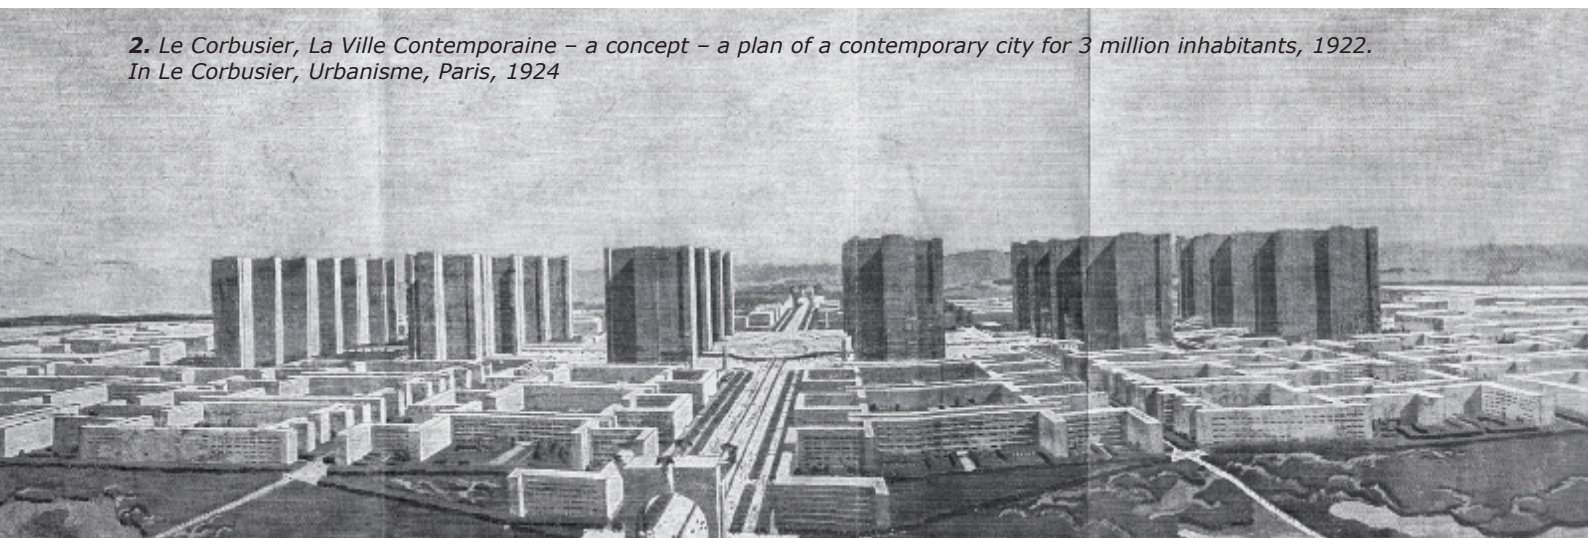 2. Le Corbusier, La Ville Contemporaine – a concept – a plan of a contemporary city for 3 million inhabitants, 1922.
In Le Corbusier, Urbanisme, Paris, 1924